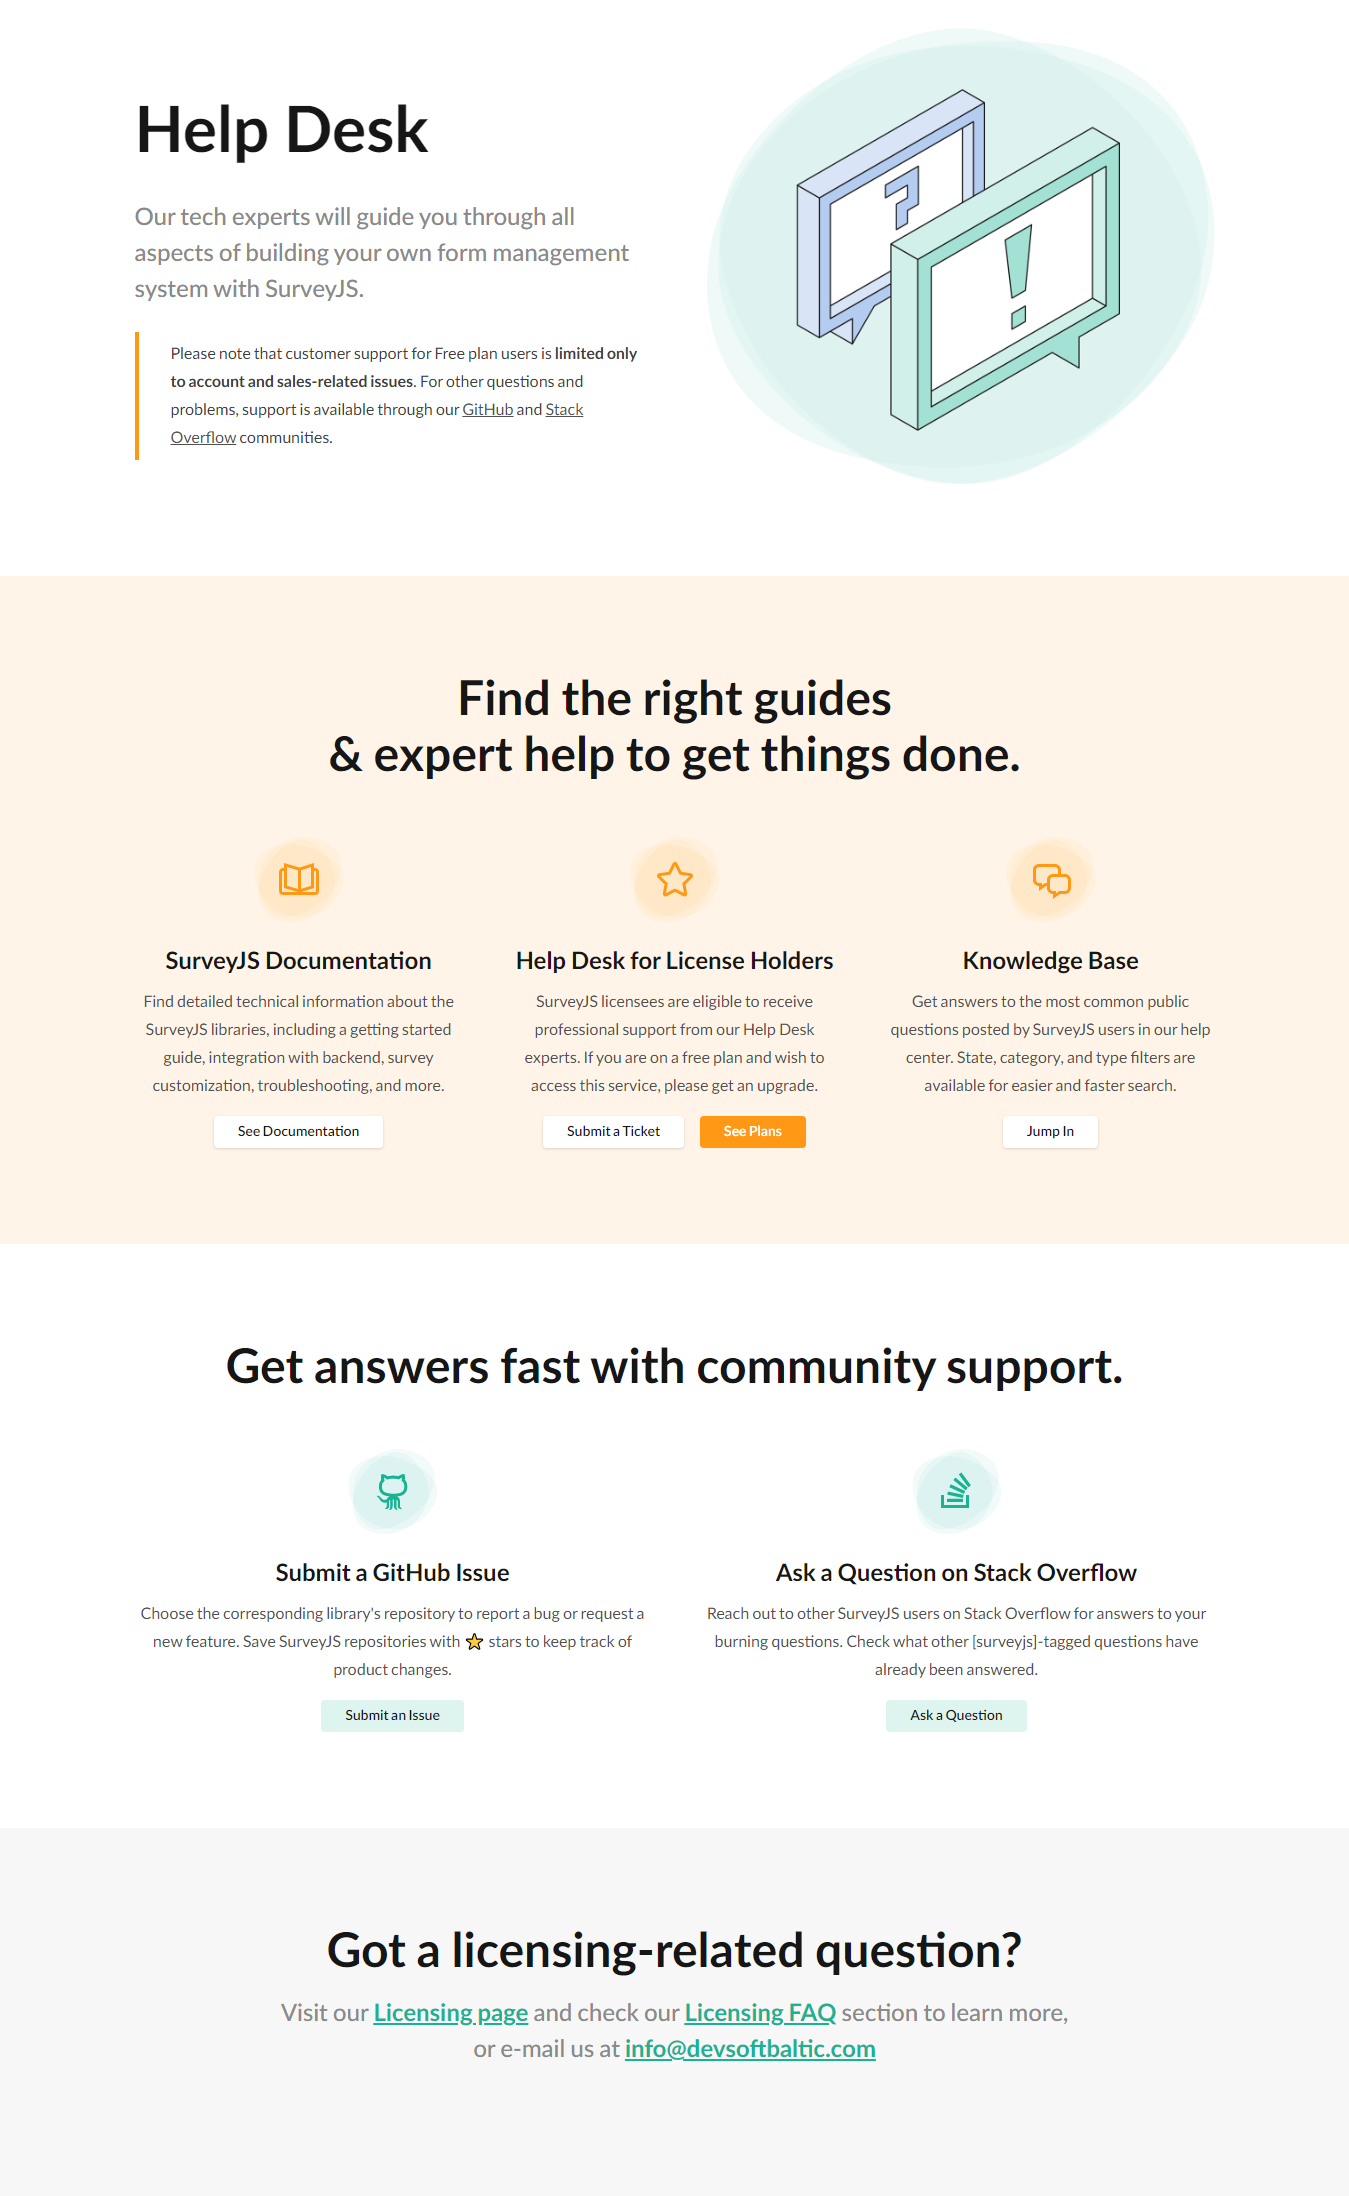 Help Desk
Our tech experts will guide you through all
aspects of building your own form management
system with SurveyJS.
Please note that customer support for Free plan users is limited only
to account and sales-related issues. For other questions and
problems, support is available through our GitHub and Stack
Overflow communities.
?
!
Find the right guides
& expert help to get things done.
SurveyJS Documentation
Find detailed technical information about the
SurveyJS libraries, including a getting started
guide, integration with backend, survey
customization, troubleshooting, and more.
See Documentation
Help Desk for License Holders
SurveyJS licensees are eligible to receive
professional support from our Help Desk
experts. If you are on a free plan and wish to
access this service, please get an upgrade.
Submit a Ticket
See Plans
Knowledge Base
Get answers to the most common public
questions posted by SurveyJS users in our help
center. State, category, and type filters are
available for easier and faster search.
Jump In
Get answers fast with community support.
Submit a GitHub Issue
Choose the corresponding library's repository to report a bug or request a
new feature. Save SurveyJS repositories with ⭐ stars to keep track of
product changes.
Submit an Issue
Ask a Question on Stack Overflow
Reach out to other SurveyJS users on Stack Overflow for answers to your
burning questions. Check what other [surveyjs]-tagged questions have
already been answered.
Ask a Question
Got a licensing-related question?
Visit our Licensing page and check our Licensing FAQ section to learn more,
or e-mail us at info@devsoftbaltic.com